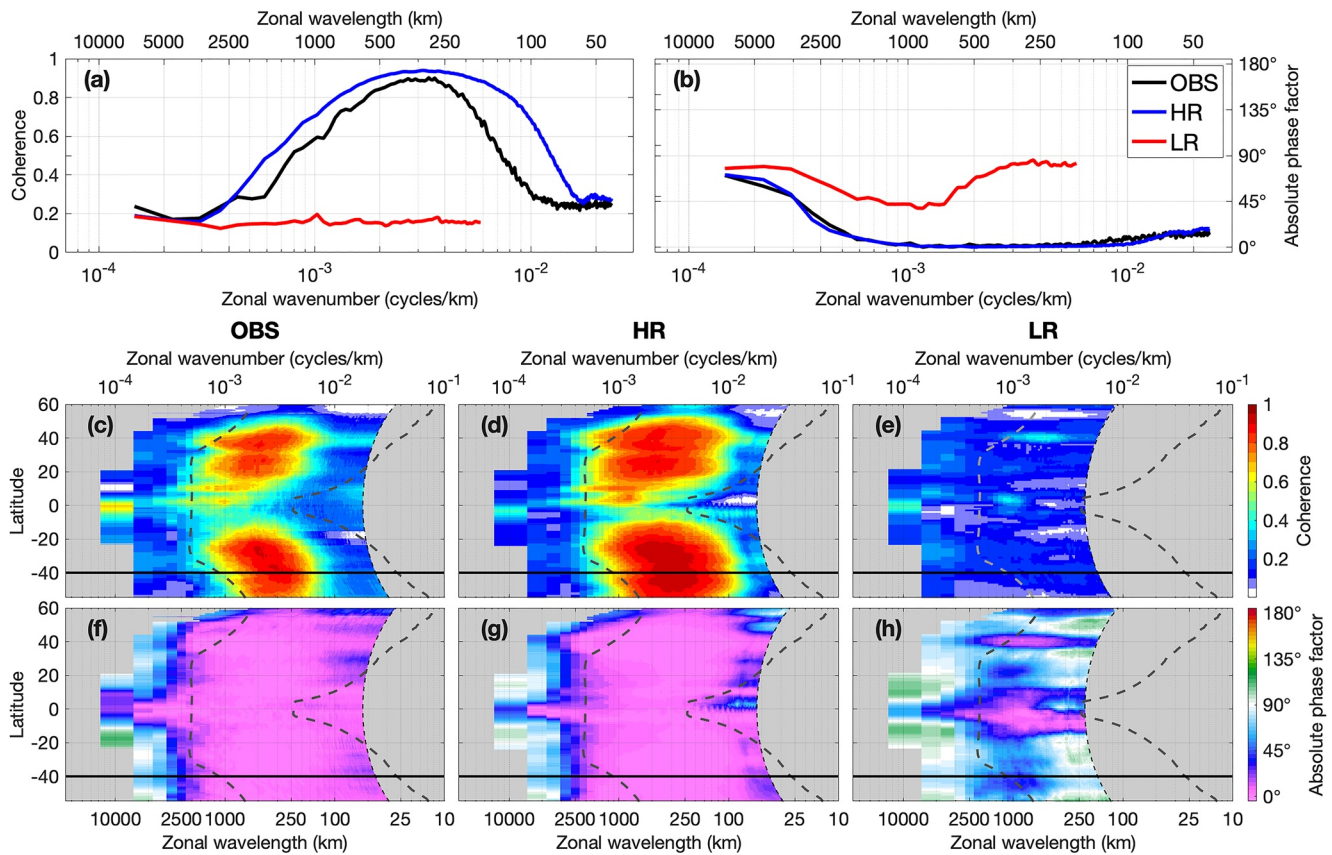 Zonal wavelength (km)
10000 5000 2500 1000 500 250 100 50
(a)
Coherence
1
0.8
0.6
0.4
0.2
0
10-4 10-3 10-2
Zonal wavenumber (cycles/km)
Zonal wavelength (km)
10000 5000 2500 1000 500 250 100 50
(b)
OBS
HR
LR
180°
135°
90°
45°
0°
Absolute phase factor
10-4 10-3 10-2
Zonal wavenumber (cycles/km)
OBS HR LR
Zonal wavenumber (cycles/km) Zonal wavenumber (cycles/km) Zonal wavenumber (cycles/km)
10-4 10-3 10-2 10-1 10-4 10-3 10-2 10-1 10-4 10-3 10-2 10-1
(c) (d) (e)
Latitude
60
40
20
0
-20
-40
1
0.8
0.6
0.4
0.2
Coherence
(f) (g) (h)
Latitude
60
40
20
0
-20
-40
180°
135°
90°
45°
0°
Absolute phase factor
10000 2500 1000 250 100 25 10 10000 2500 1000 250 100 25 10 10000 2500 1000 250 100 25 10
Zonal wavelength (km) Zonal wavelength (km) Zonal wavelength (km)